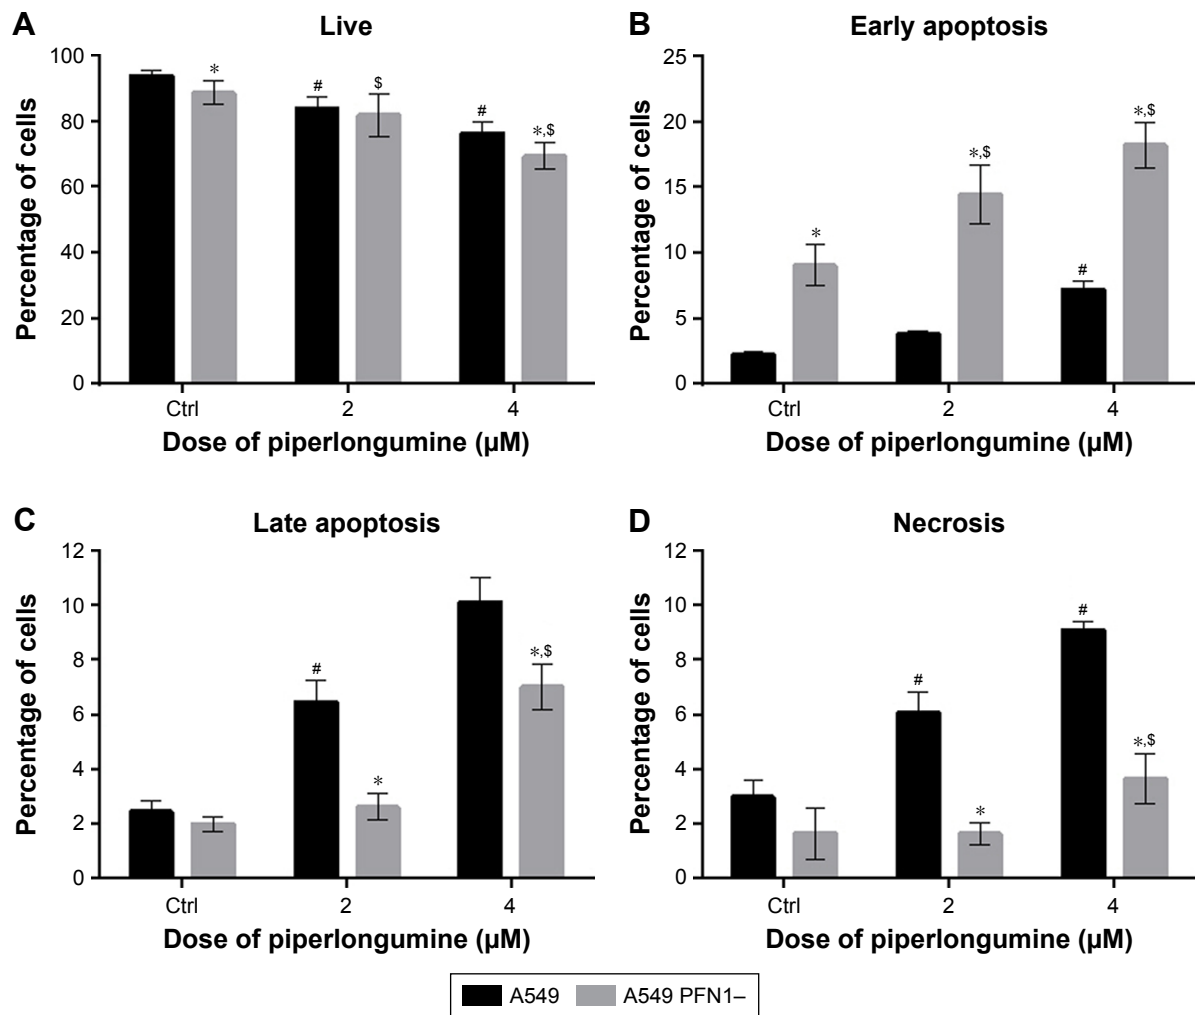 A
Live
100
80
60
40
20
0
Percentage of cells
*
#
$
#
*,$
Ctrl
2
4
Dose of piperlongumine (µM)
B
Early apoptosis
25
20
15
10
5
0
Percentage of cells
*
*,$
#
*,$
Ctrl
2
4
Dose of piperlongumine (µM)
C
Late apoptosis
12
10
8
6
4
2
0
Percentage of cells
#
*
*,$
Ctrl
2
4
Dose of piperlongumine (µM)
D
Necrosis
12
10
8
6
4
2
0
Percentage of cells
#
*
#
*,$
Ctrl
2
4
Dose of piperlongumine (µM)
A549
A549 PFN1–